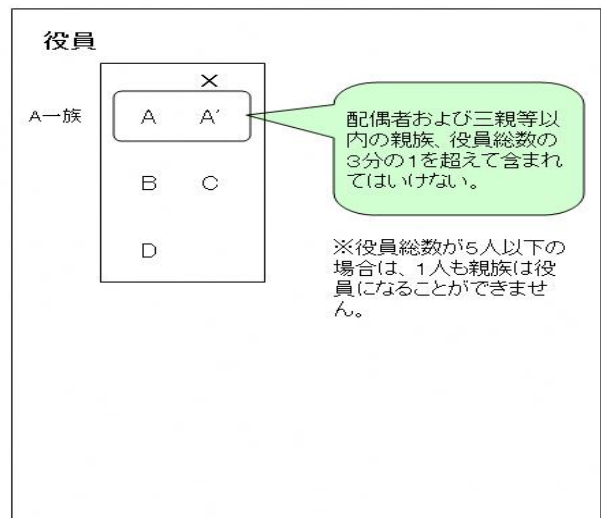 役員
×
A一族
A A´
B C
D
配偶者および三親等以
内の親族、役員総数の
3分の1を超えて含まれ
てはいけない。
※役員総数が5人以下の
場合は、1人も親族は役
員になることができませ
ん。